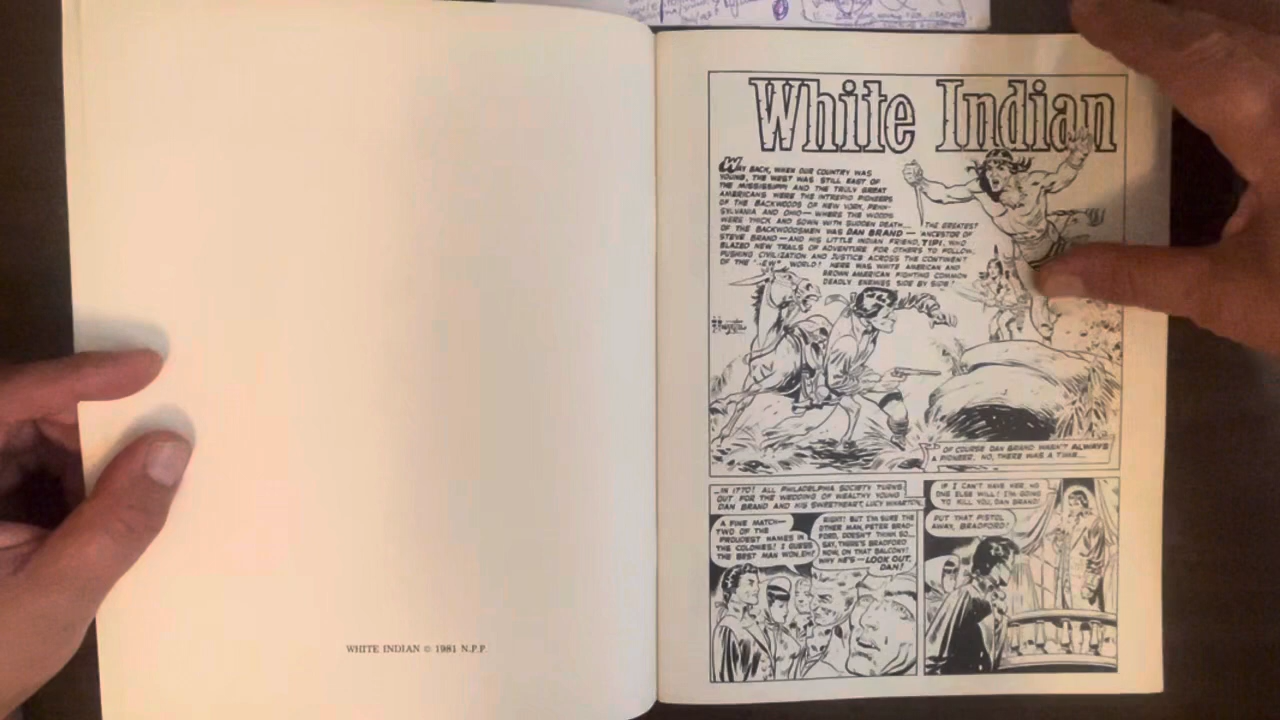 WHITE INDIAN © 1981 N.P.P.
White Indian
WAY BACK, WHEN OUR COUNTRY WAS
YOUNG, THE WEST WAS STILL EAST OF
THE MISSISSIPPI AND THE TRULY GREAT
AMERICANS WERE THE INTREPID PIONEERS
OF THE BACKWOODS OF NEW YORK, PENN-
SYLVANIA AND OHIO— WHERE THE WOODS
WERE THICK AND SOWN WITH SUDDEN DEATH... THE GREATEST
OF THE BACKWOODSMEN WAS DAN BRAND — ANCESTOR OF
STEVE BRAND—AND HIS LITTLE INDIAN FRIEND, TIPI, WHO
BLAZED NEW TRAILS OF ADVENTURE FOR OTHERS TO FOLLOW,
PUSHING CIVILIZATION AND JUSTICE ACROSS THE CONTINENT
OF THE WORLD! HERE WAS WHITE AMERICAN AND
BROWN AMERICAN FIGHTING COMMON
DEADLY ENEMIES SIDE BY SIDE!
OF COURSE DAN BRAND WASN'T ALWAYS
A PIONEER. NO, THERE WAS A TIME...
...IN 1770! ALL PHILADELPHIA SOCIETY TURNS
OUT FOR THE WEDDING OF WEALTHY YOUNG
DAN BRAND AND HIS SWEETHEART, LUCY WHARTON.
A FINE MATCH—
TWO OF THE
PROUDEST NAMES IN
THE COLONIES! I GUESS
THE BEST MAN WON, EH?
RIGHT! BUT I'M SURE THE
OTHER MAN, PETER BRAD-
FORD, DOESN'T THINK SO...
SAY, THERE'S BRADFORD
NOW, ON THAT BALCONY!
WHY HE'S — LOOK OUT,
DAN!
IF I CAN'T HAVE HER, NO
ONE ELSE WILL! I'M GOING
TO KILL YOU, DAN BRAND!
PUT THAT PISTOL
AWAY, BRADFORD!